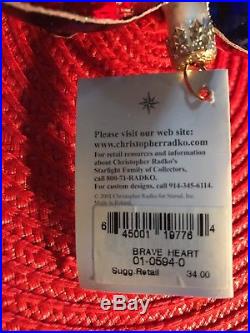 Please visit our web site:
www.christopherradko.com
For retail resources and information
about Christopher Radko's
Starlight Family of Collectors,
call 800-71-RADKO.
For custom designs, call 914-345-6114.
Christopher Radko for Starad, Inc.
Made in Poland
6 45001 19776 4
BRAVE HEART
01-0594-0
Sugg.Retail 34.00